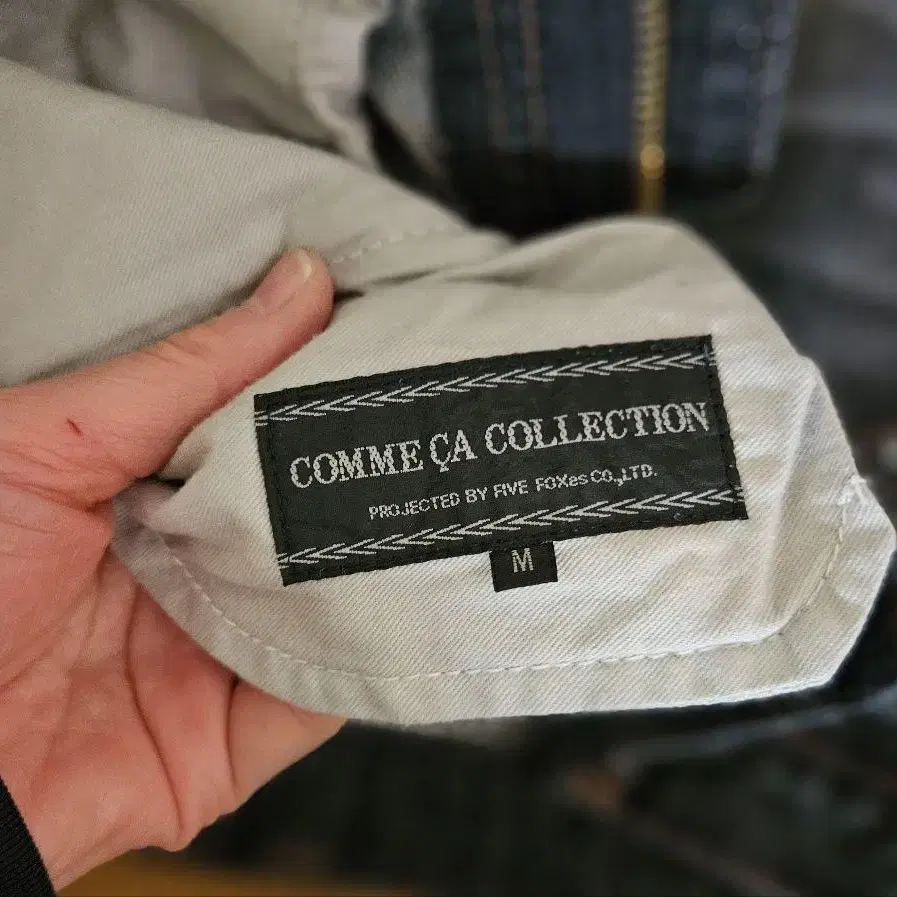 COMME ÇA COLLECTION
PROJECTED BY FIVE FOXes CO.,LTD.
M